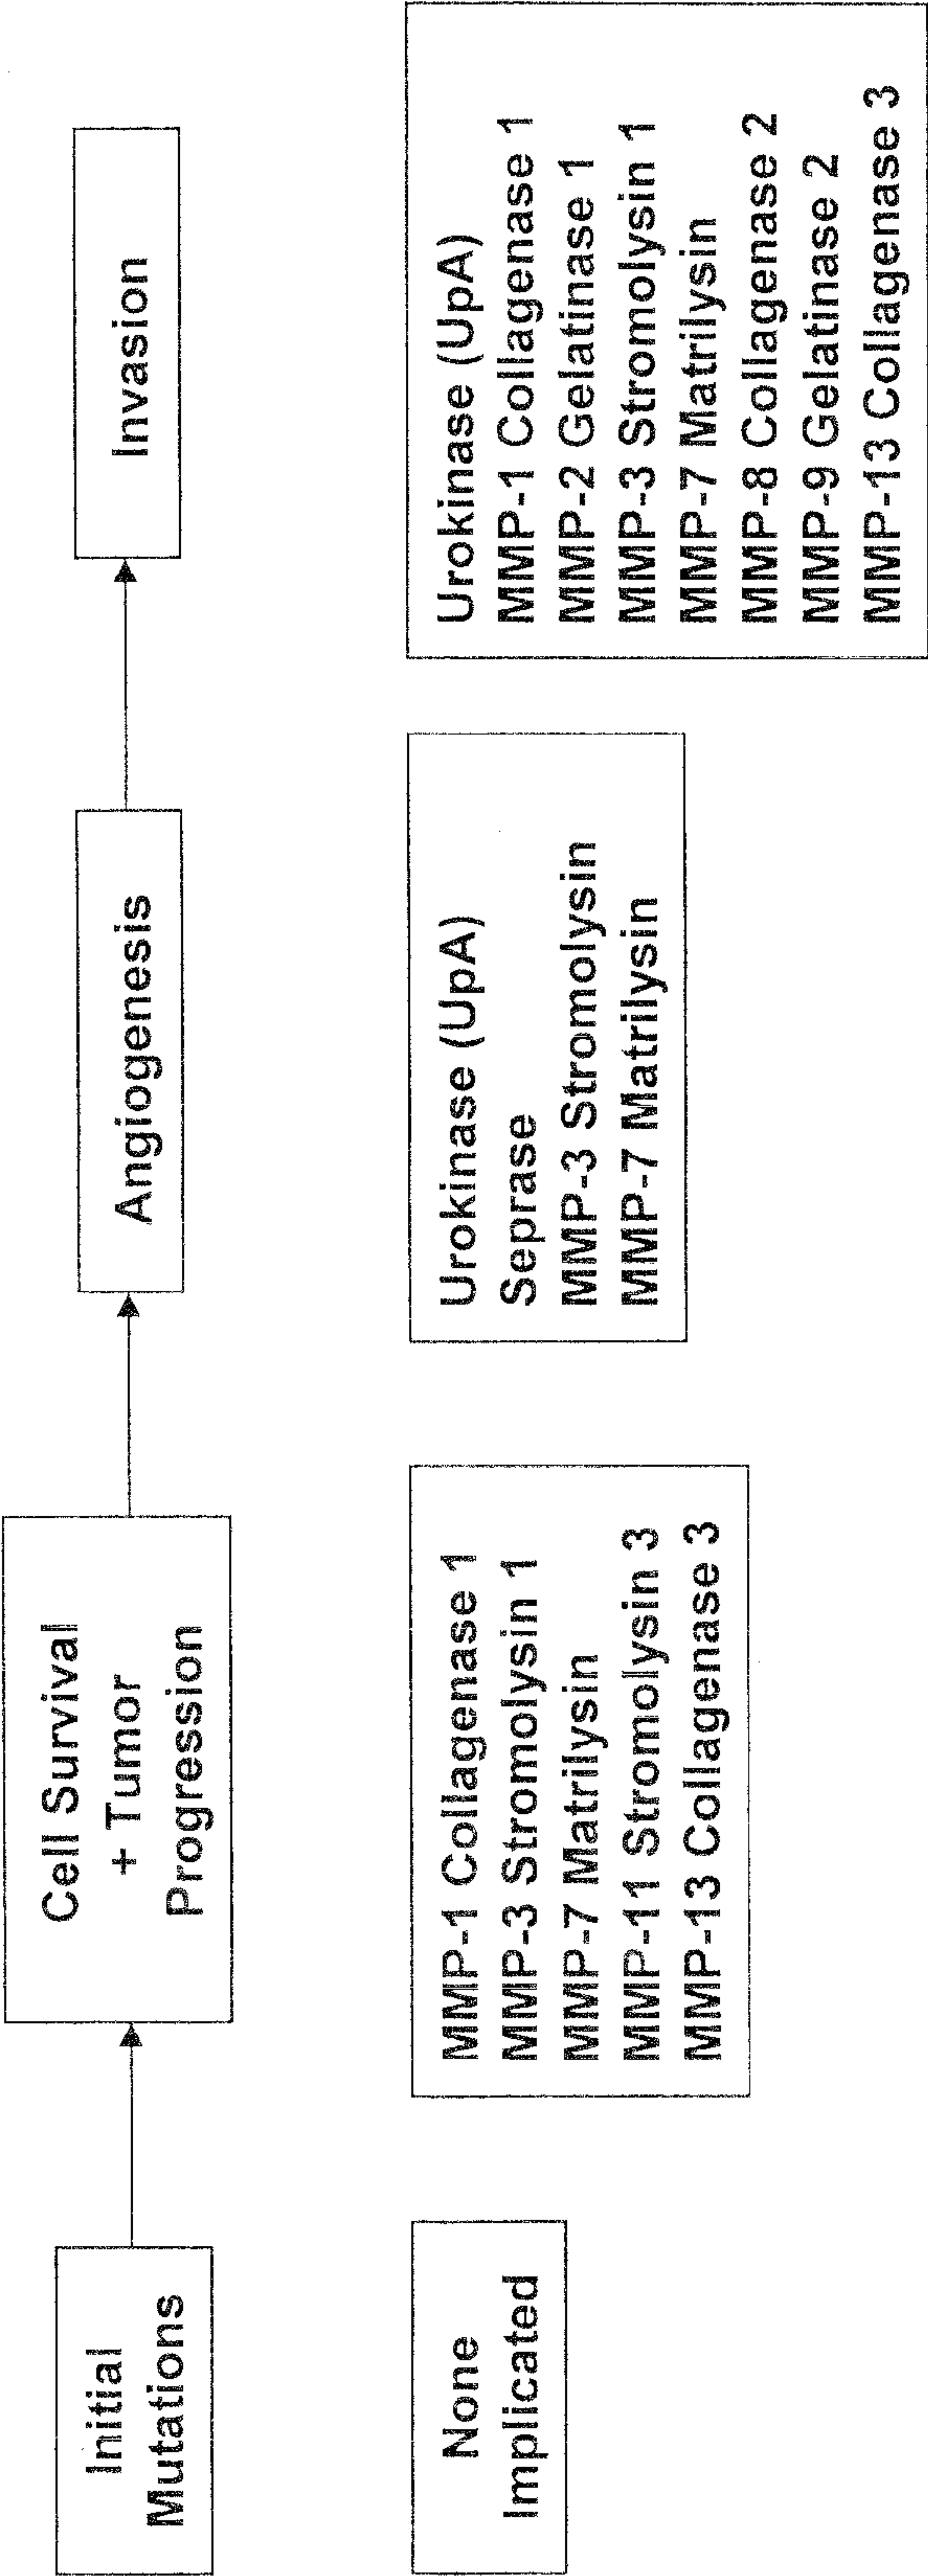 Initial
Mutations
Cell Survival
+ Tumor
Progression
Angiogenesis
Invasion
None
Implicated
MMP-1 Collagenase 1
MMP-3 Stromolysin 1
MMP-7 Matrilysin
MMP-11 Stromolysin 3
MMP-13 Collagenase 3
Urokinase (UpA)
Seprase
MMP-3 Stromolysin
MMP-7 Matrilysin
Urokinase (UpA)
MMP-1 Collagenase 1
MMP-2 Gelatinase 1
MMP-3 Stromolysin 1
MMP-7 Matrilysin
MMP-8 Collagenase 2
MMP-9 Gelatinase 2
MMP-13 Collagenase 3